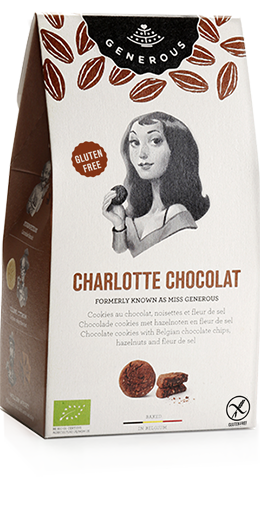 GENEROUS
GLUTEN
FREE
CHARLOTTE CHOCOLAT
FORMERLY KNOWN AS MISS GENEROUS
Cookies au chocolat, noisettes et fleur de sel
Chocolade cookies met hazelnoten en fleur de sel
Chocolate cookies with Belgian chocolate chips,
hazelnuts and fleur de sel
BAKED
IN BELGIUM
GLUTEN FREE